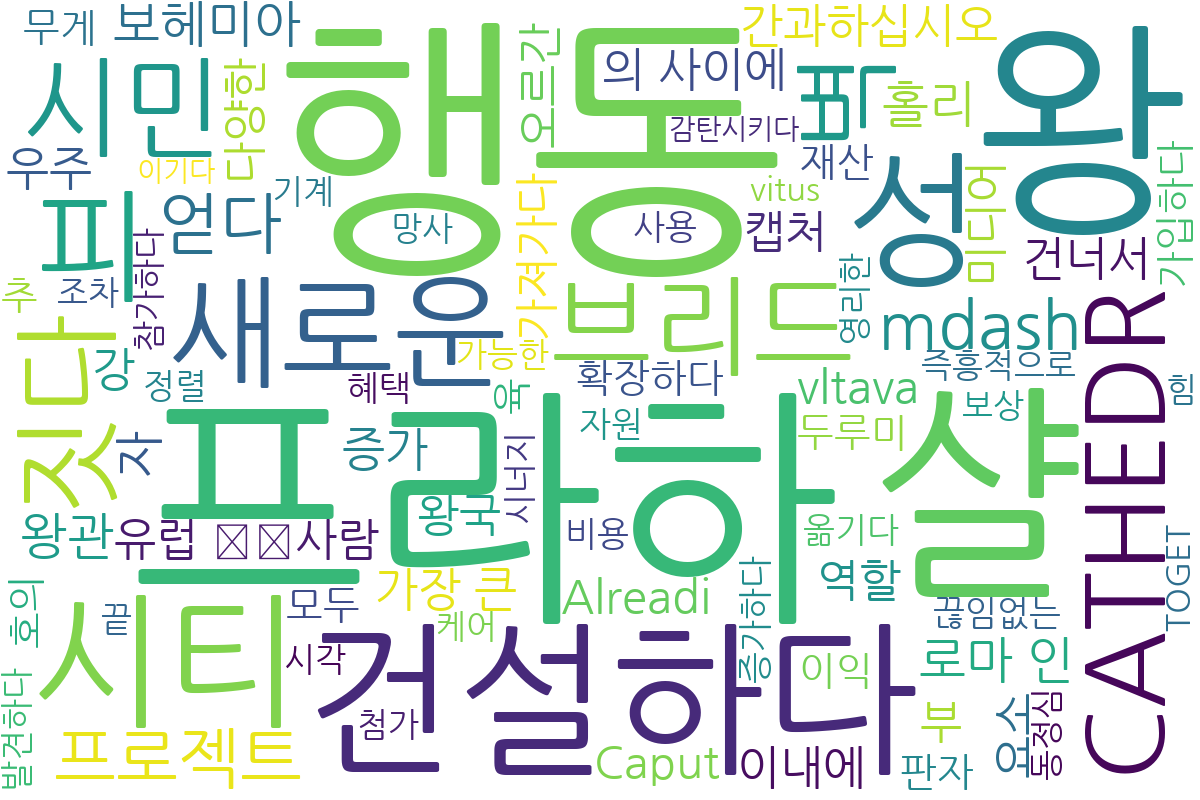 무게
보헤미아
행동
간과하십시오
왕
시민
다양한
오르간
의 사이에
박
홀리
감탄시키다
우주
이기다
기계
재산
성
미디어
가입하다
피
얻다
망사
사용
vitus
캡처
건너서
추
조차
참가하다
새로운
가져가다
브리드
영리한
mdash
짓다
강
정렬
혜택
가능한
확장하다
vltava
즉흥적으로
힘
육
자원
두루미
보상
차
증가
프라하
샬
CATHEDR
왕관
유럽
사람
왕국
시너지
비용
옮기다
역할
TOGET
호의
끝
모두
가장 큰
케어
Alreadi
증가하다
끊임없는
시티
시각
건설하다
이익
로마 인
발견하다
프로젝트
첨가
Caput
이내에
부
판자
요소
동정심